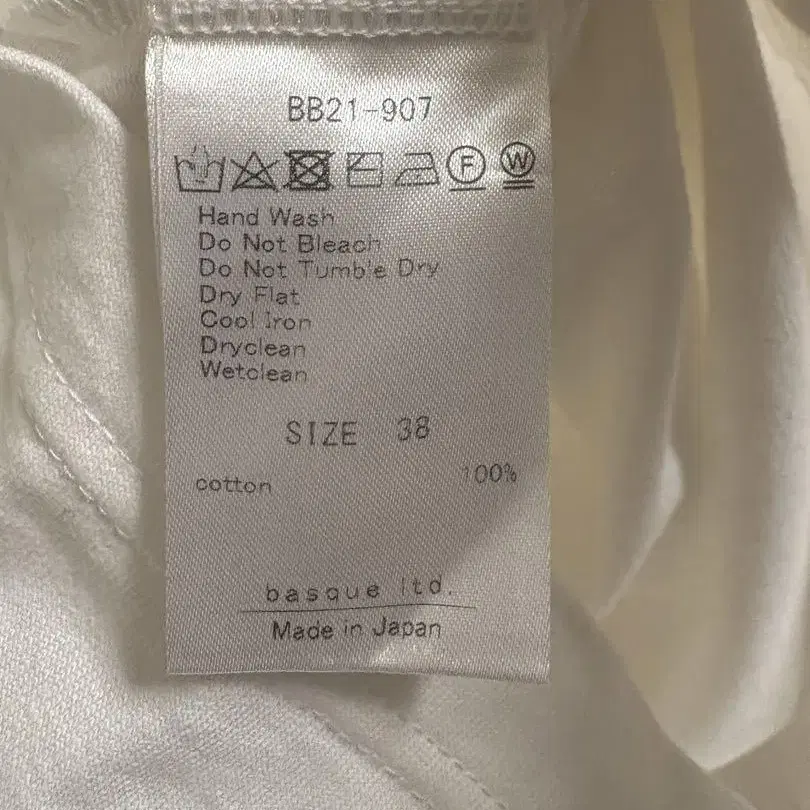 BB21-907
F W
Hand Wash
Do Not Bleach
Do Not Tumble Dry
Dry Flat
Cool Iron
Dryclean
Wetclean
SIZE 38
cotton 100%
basque ltd.
Made in Japan